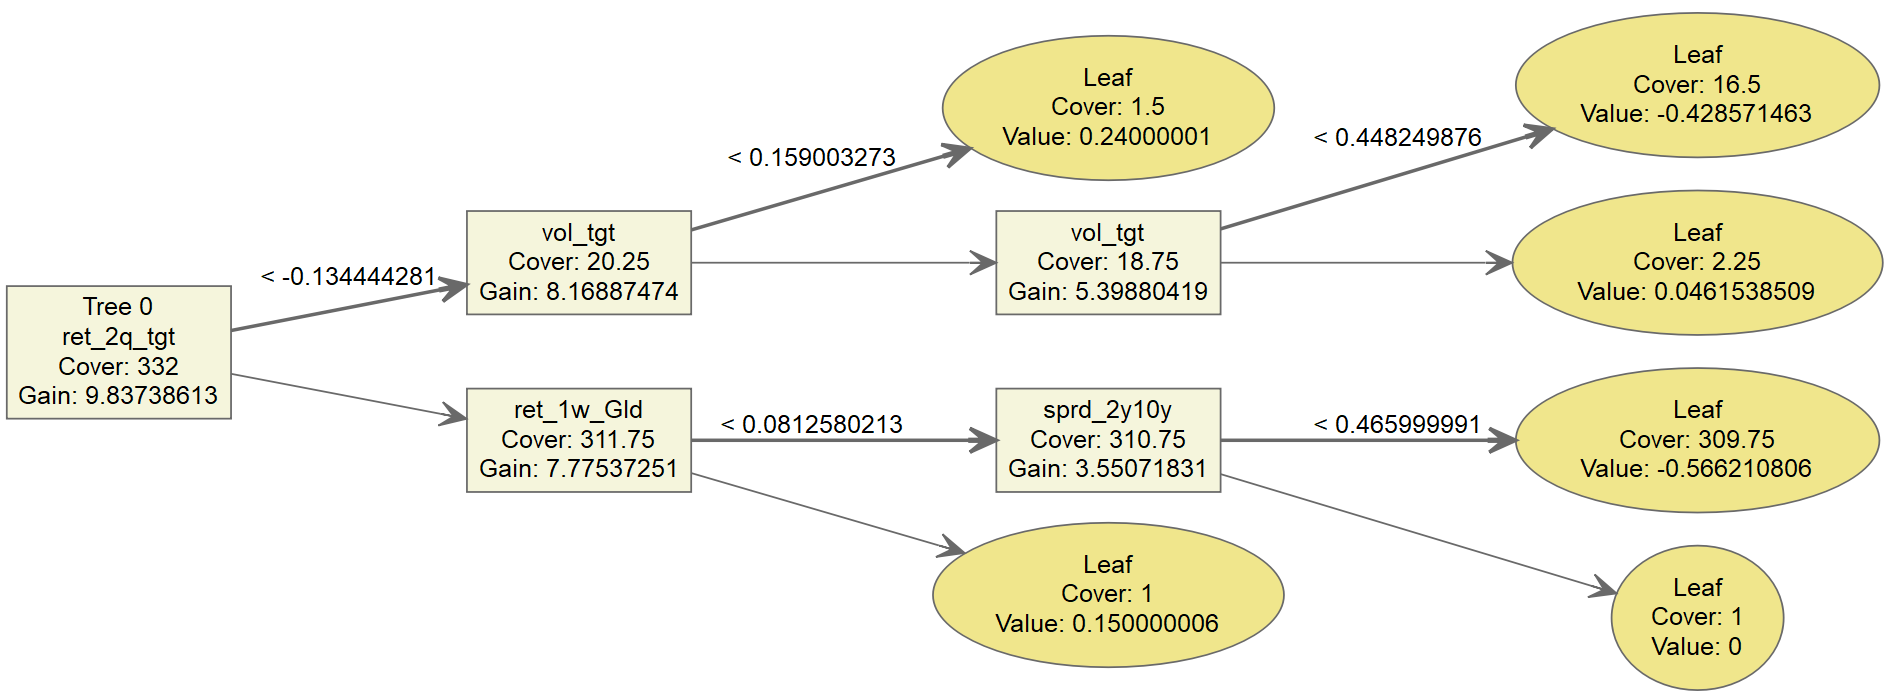 Tree 0
ret_2q_tgt
Cover: 332
Gain: 9.83738613
< -0.134444281
vol_tgt
Cover: 20.25
Gain: 8.16887474
< 0.159003273
Leaf
Cover: 1.5
Value: 0.24000001
vol_tgt
Cover: 18.75
Gain: 5.39880419
< 0.448249876
Leaf
Cover: 16.5
Value: -0.428571463
Leaf
Cover: 2.25
Value: 0.0461538509
ret_1w_Gld
Cover: 311.75
Gain: 7.77537251
< 0.0812580213
sprd_2y10y
Cover: 310.75
Gain: 3.55071831
< 0.465999991
Leaf
Cover: 309.75
Value: -0.566210806
Leaf
Cover: 1
Value: 0.150000006
Leaf
Cover: 1
Value: 0